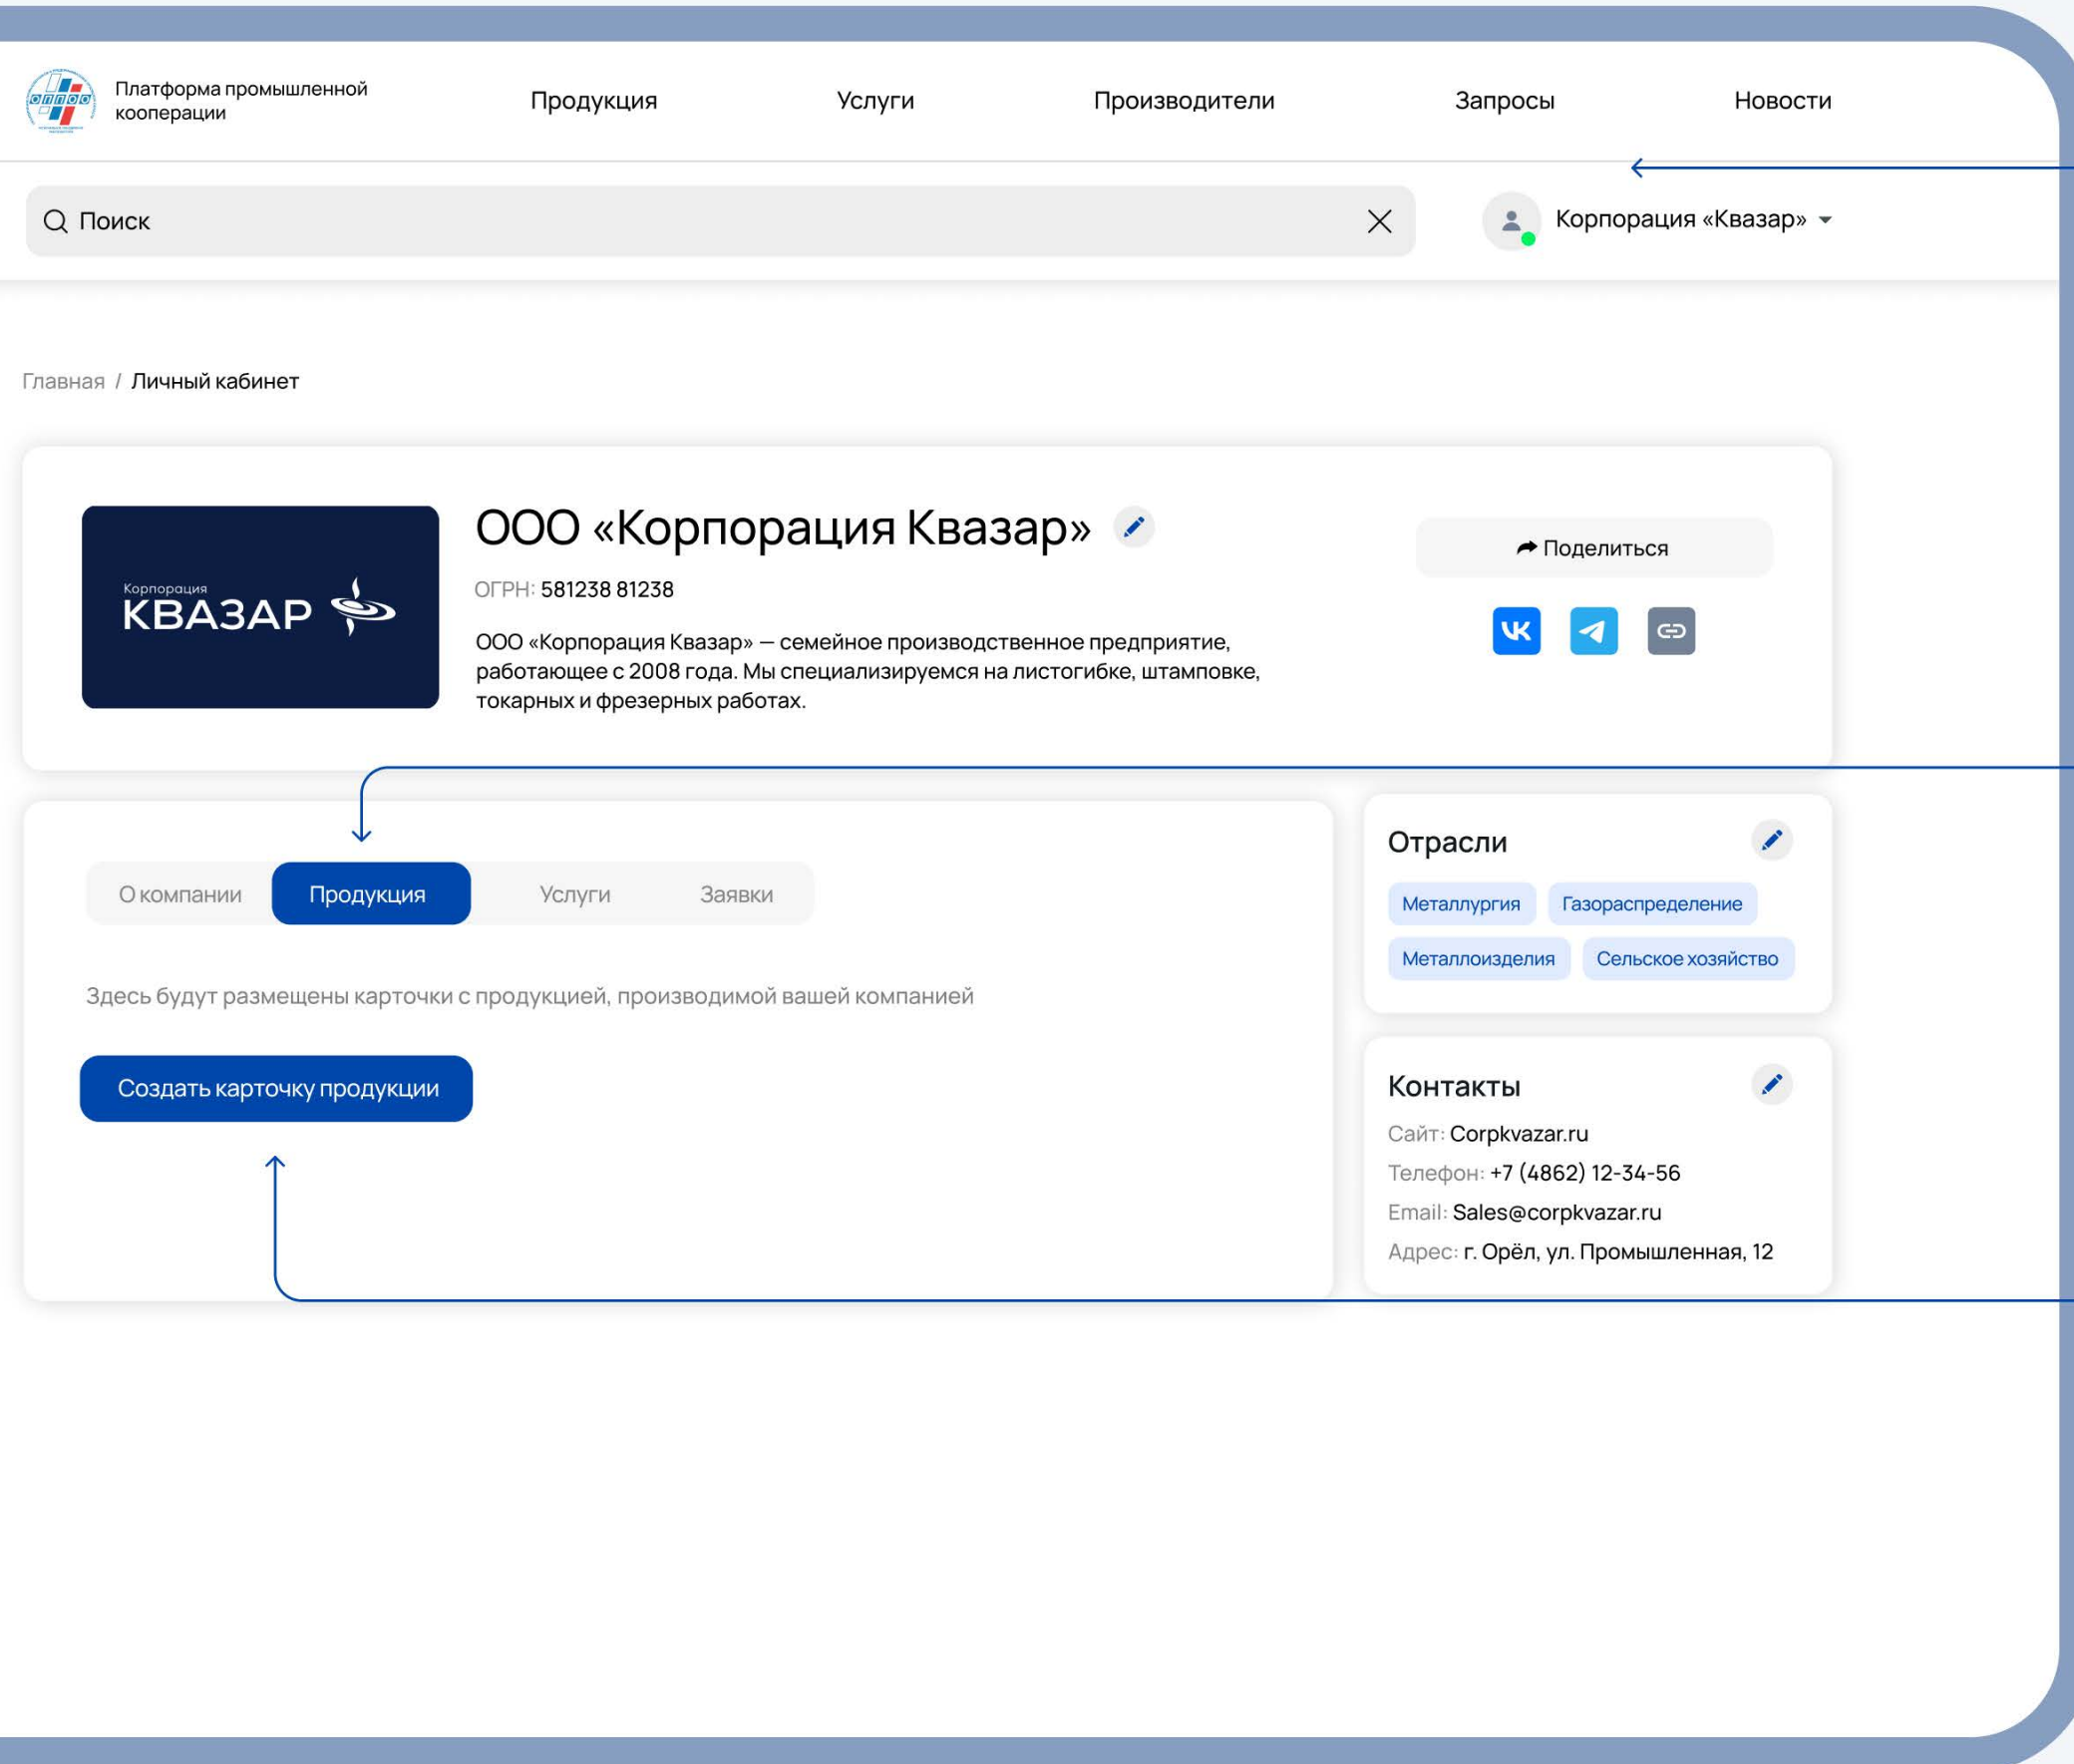 Платформа промышленной
кооперации
Продукция
Услуги
Производители
Запросы
Новости
оппоо
Поиск
Корпорация «Квазар»
Главная / Личный кабинет
Корпорация
КВАЗАР
ООО «Корпорация Квазар»
ОГРН: 581238 81238
ООО «Корпорация Квазар» — семейное производственное предприятие,
работающее с 2008 года. Мы специализируемся на листогибке, штамповке,
токарных и фрезерных работах.
Поделиться
О компании
Продукция
Услуги
Заявки
Здесь будут размещены карточки с продукцией, производимой вашей компанией
Создать карточку продукции
Отрасли
Металлургия
Газораспределение
Металлоизделия
Сельское хозяйство
Контакты
Сайт: Corpkvazar.ru
Телефон: +7 (4862) 12-34-56
Email: Sales@corpkvazar.ru
Адрес: г. Орёл, ул. Промышленная, 12